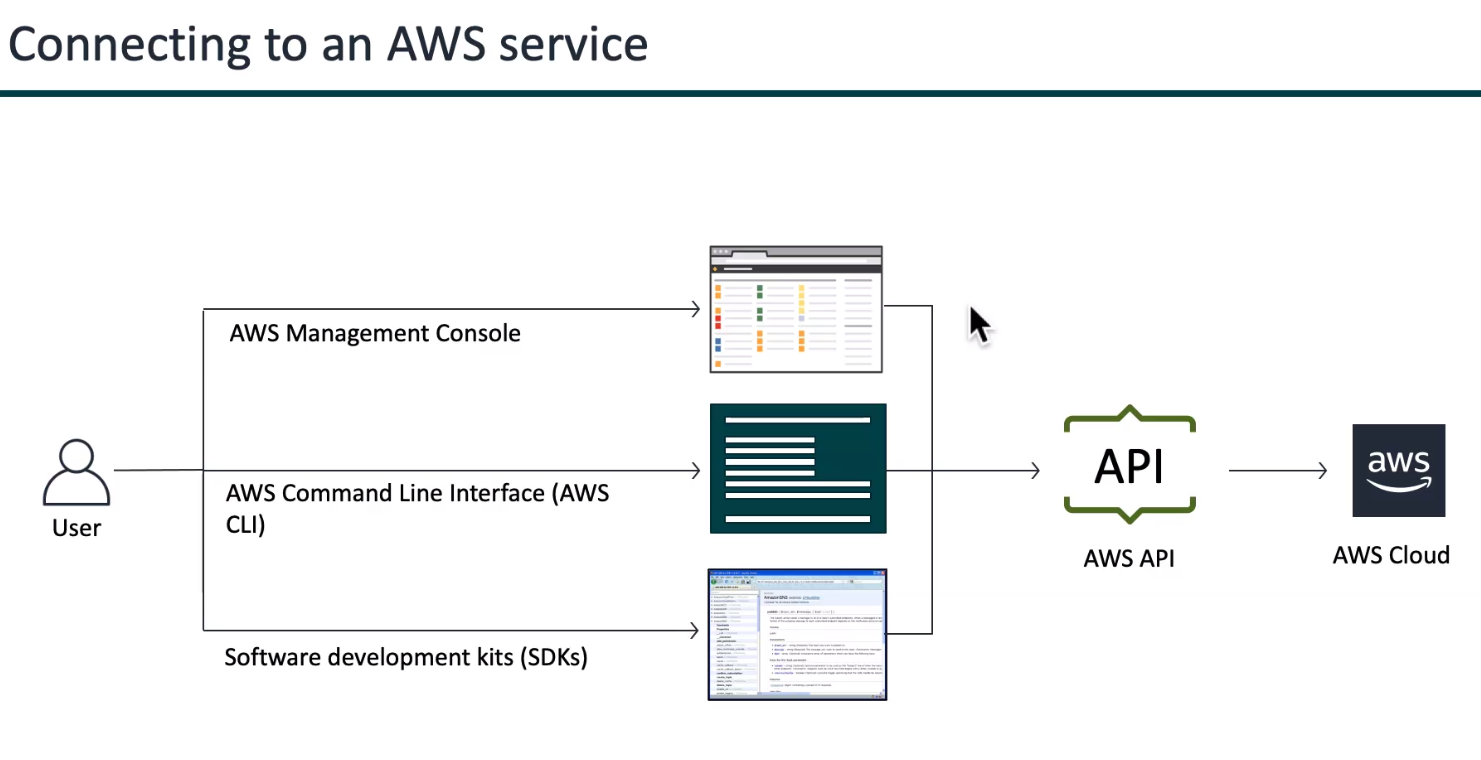 Connecting to an AWS service
AWS Management Console
AWS Command Line Interface (AWS
CLI)
Software development kits (SDKs)
User
API
AWS API
aws
AWS Cloud